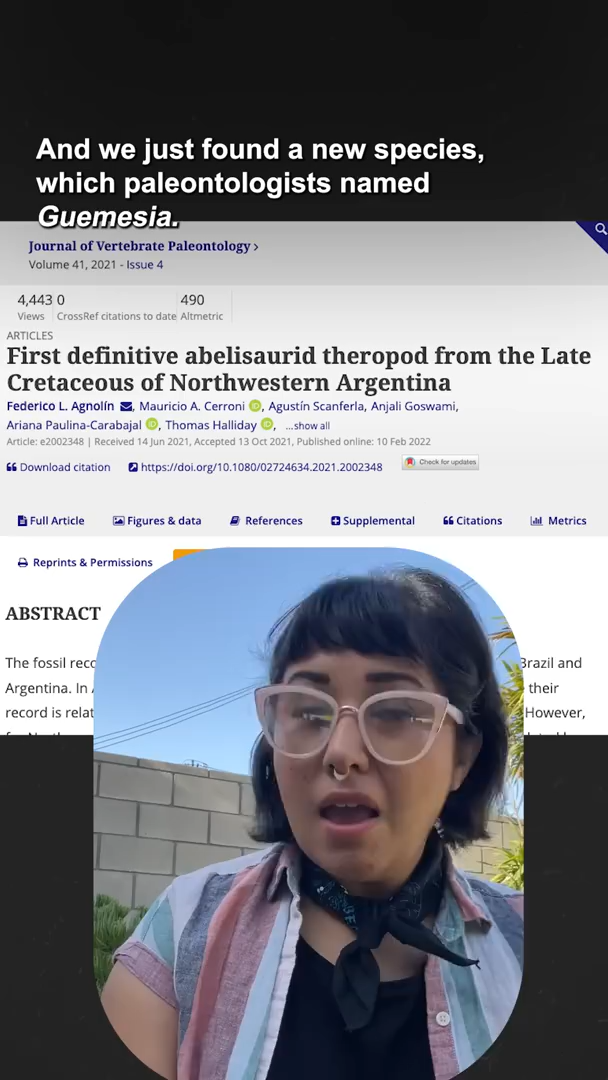 And we just found a new species,
which paleontologists named
Guemesia.
Journal of Vertebrate Paleontology >
Volume 41, 2021 - Issue 4
4,443 0 490
Views CrossRef citations to date Altmetric
ARTICLES
First definitive abelisaurid theropod from the Late
Cretaceous of Northwestern Argentina
Federico L. Agnolín, Mauricio A. Cerroni, Agustín Scanferla, Anjali Goswami,
Ariana Paulina-Carabajal, Thomas Halliday, ...show all
Article: e2002348 | Received 14 Jun 2021, Accepted 13 Oct 2021, Published online: 10 Feb 2022
Download citation https://doi.org/10.1080/02724634.2021.2002348 Check for updates
Full Article Figures & data References Supplemental Citations Metrics
Reprints & Permissions
ABSTRACT
The fossil Brazil and
Argentina. In their
record is However,